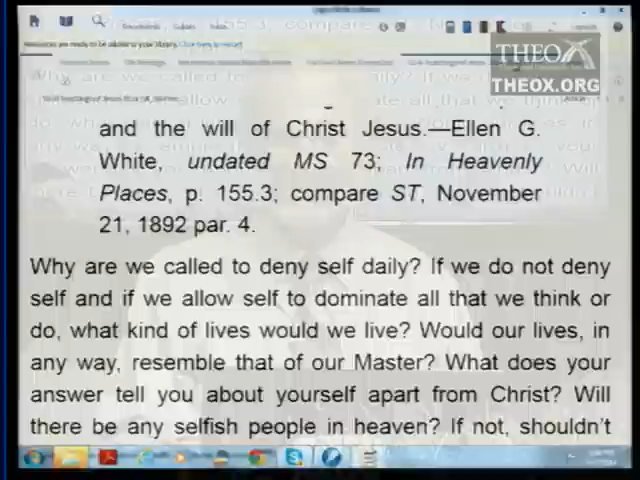 THEOX
THEOX.ORG
and the will of Christ Jesus.—Ellen G.
White, undated MS 73; In Heavenly
Places, p. 155.3; compare ST, November
21, 1892 par. 4.
Why are we called to deny self daily? If we do not deny
self and if we allow self to dominate all that we think or
do, what kind of lives would we live? Would our lives, in
any way, resemble that of our Master? What does your
answer tell you about yourself apart from Christ? Will
there be any selfish people in heaven? If not, shouldn't